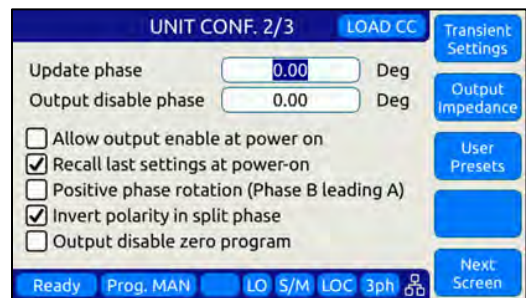 UNIT CONF. 2/3 LOAD CC
Transient
Settings
Update phase 0.00 Deg
Output disable phase 0.00 Deg
Output
Impedance
Allow output enable at power on
Recall last settings at power-on
Positive phase rotation (Phase B leading A)
Invert polarity in split phase
Output disable zero program
User
Presets
Ready Prog. MAN LO S/M LOC 3ph
Next
Screen